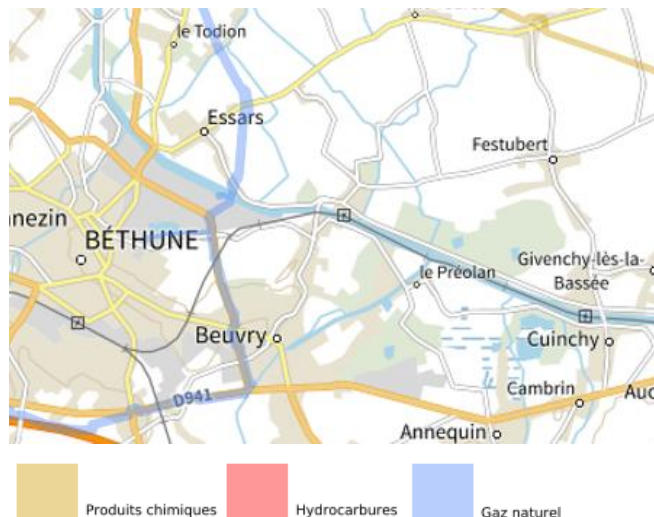 le Todion
Essars
Festubert
nnezin
BÉTHUNE
Givenchy-lès-la-
Bassée
le Préolan
Beuvry
Cuinchy
D941
Cambrin
Auc
Annequin
Produits chimiques
Hydrocarbures
Gaz naturel